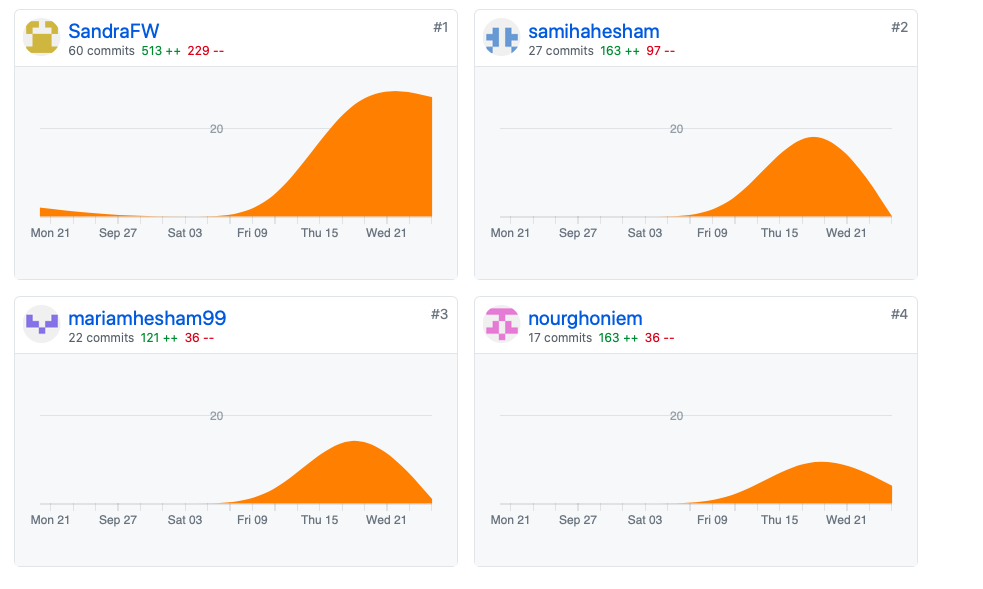 SandraFW #1
60 commits 513 ++ 229 --
20
Mon 21 Sep 27 Sat 03 Fri 09 Thu 15 Wed 21
samihahesham #2
27 commits 163 ++ 97 --
20
Mon 21 Sep 27 Sat 03 Fri 09 Thu 15 Wed 21
mariamhesham99 #3
22 commits 121 ++ 36 --
20
Mon 21 Sep 27 Sat 03 Fri 09 Thu 15 Wed 21
nourghoniem #4
17 commits 163 ++ 36 --
20
Mon 21 Sep 27 Sat 03 Fri 09 Thu 15 Wed 21